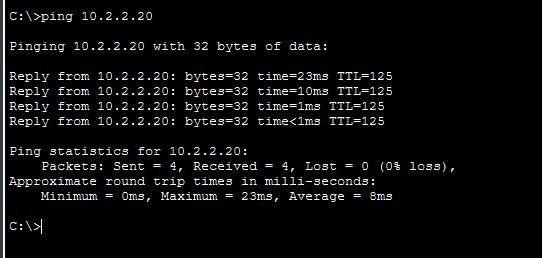 C:\>ping 10.2.2.20
Pinging 10.2.2.20 with 32 bytes of data:
Reply from 10.2.2.20: bytes=32 time=23ms TTL=125
Reply from 10.2.2.20: bytes=32 time=10ms TTL=125
Reply from 10.2.2.20: bytes=32 time=1ms TTL=125
Reply from 10.2.2.20: bytes=32 time<1ms TTL=125
Ping statistics for 10.2.2.20:
    Packets: Sent = 4, Received = 4, Lost = 0 (0% loss),
Approximate round trip times in milli-seconds:
    Minimum = 0ms, Maximum = 23ms, Average = 8ms
C:\>